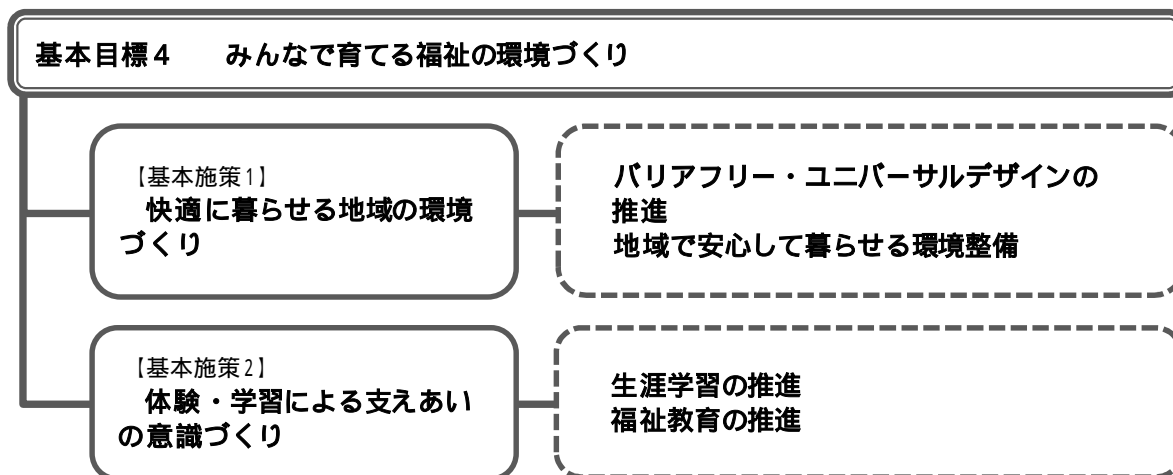 基本目標４　　みんなで育てる福祉の環境づくり
【基本施策1】
快適に暮らせる地域の環境
づくり
バリアフリー・ユニバーサルデザインの
推進
地域で安心して暮らせる環境整備
【基本施策2】
体験・学習による支えあい
の意識づくり
生涯学習の推進
福祉教育の推進